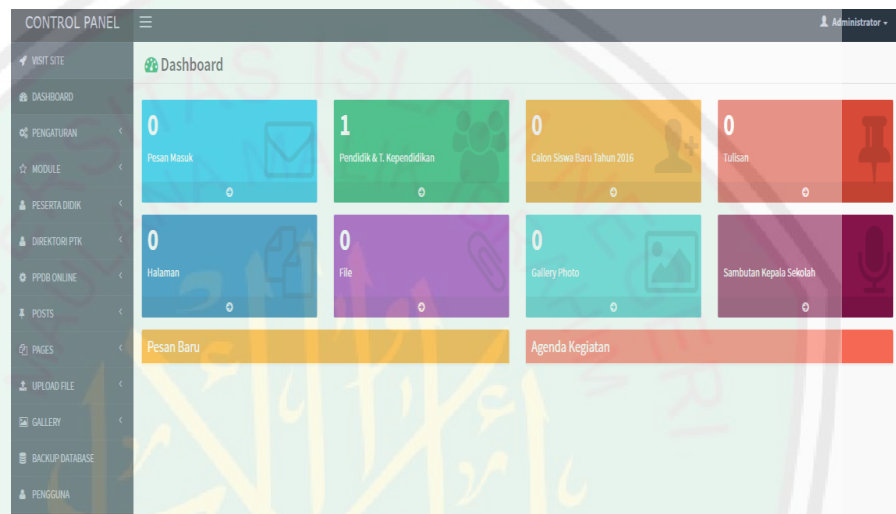 CONTROL PANEL
Administrator
VISIT SITE
DASHBOARD
PENGATURAN
MODULE
PESERTA DIDIK
DIREKTORI PTK
PPDB ONLINE
POSTS
PAGES
UPLOAD FILE
GALLERY
BACKUP DATABASE
PENGGUNA
Dashboard
0
Pesan Masuk
1
Pendidik & T. Kependidikan
0
Calon Siswa Baru Tahun 2016
0
Tulisan
0
Halaman
0
File
0
Gallery Photo
Sambutan Kepala Sekolah
Pesan Baru
Agenda Kegiatan